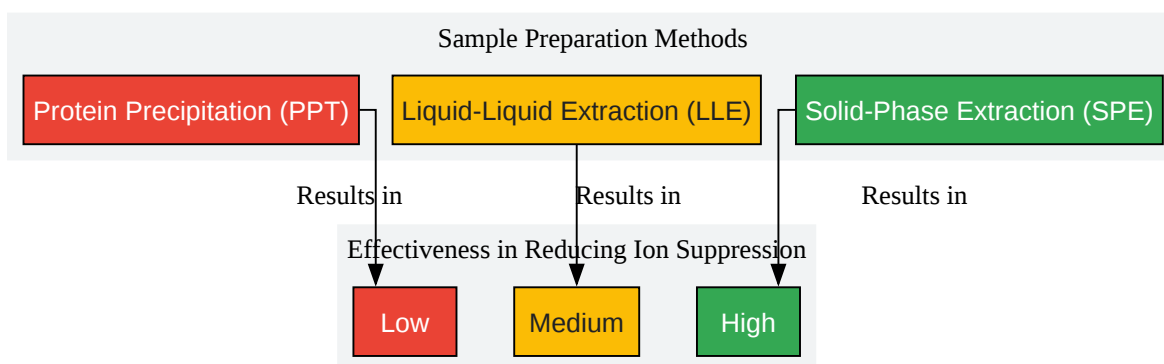 Sample Preparation Methods
Protein Precipitation (PPT)
Liquid-Liquid Extraction (LLE)
Solid-Phase Extraction (SPE)
Results in
Results in
Results in
Effectiveness in Reducing Ion Suppression
Low
Medium
High